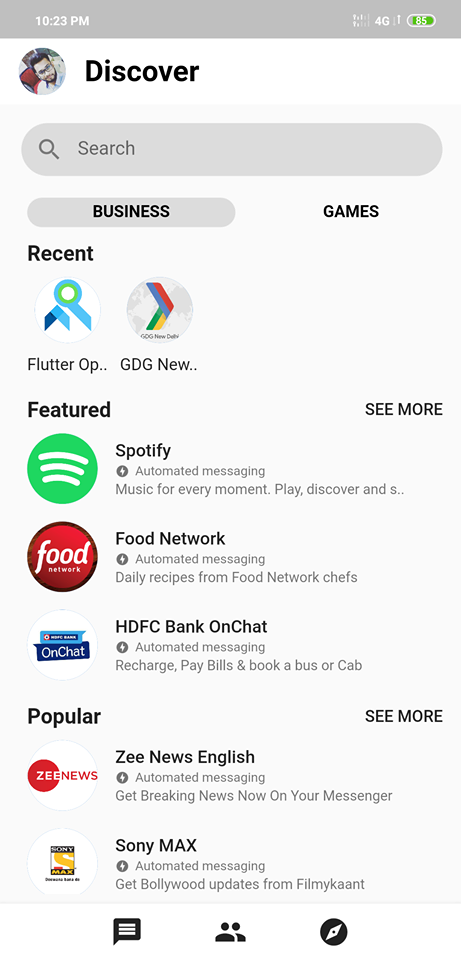 10:23 PM
4G
85
Discover
Search
BUSINESS
GAMES
Recent
GDG New Delhi
Flutter Op..
GDG New..
Featured
SEE MORE
Spotify
Automated messaging
Music for every moment. Play, discover and s..
food
network
Food Network
Automated messaging
Daily recipes from Food Network chefs
HDFC BANK
OnChat
HDFC Bank OnChat
Automated messaging
Recharge, Pay Bills & book a bus or Cab
Popular
SEE MORE
ZEENEWS
Zee News English
Automated messaging
Get Breaking News Now On Your Messenger
SONY
MAX
Deewana Bana de
Sony MAX
Automated messaging
Get Bollywood updates from Filmykaant